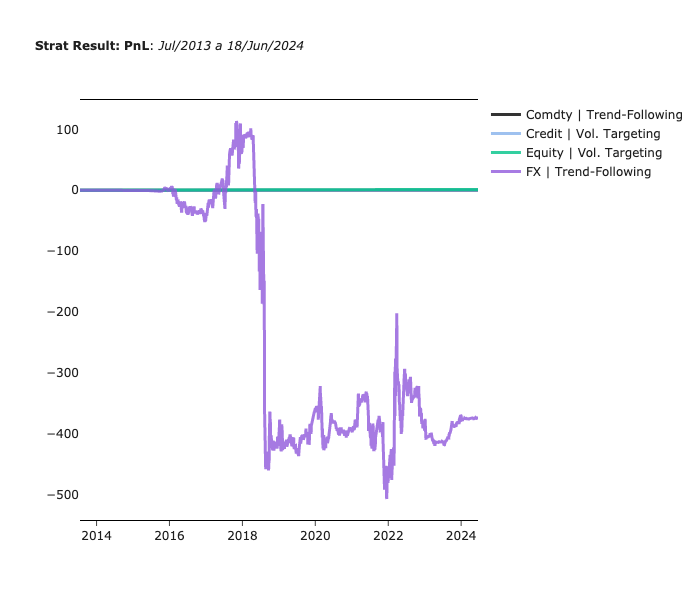 Strat Result: PnL: Jul/2013 a 18/Jun/2024
Comdty | Trend-Following
Credit | Vol. Targeting
Equity | Vol. Targeting
FX | Trend-Following
100
0
−100
−200
−300
−400
−500
2014 2016 2018 2020 2022 2024